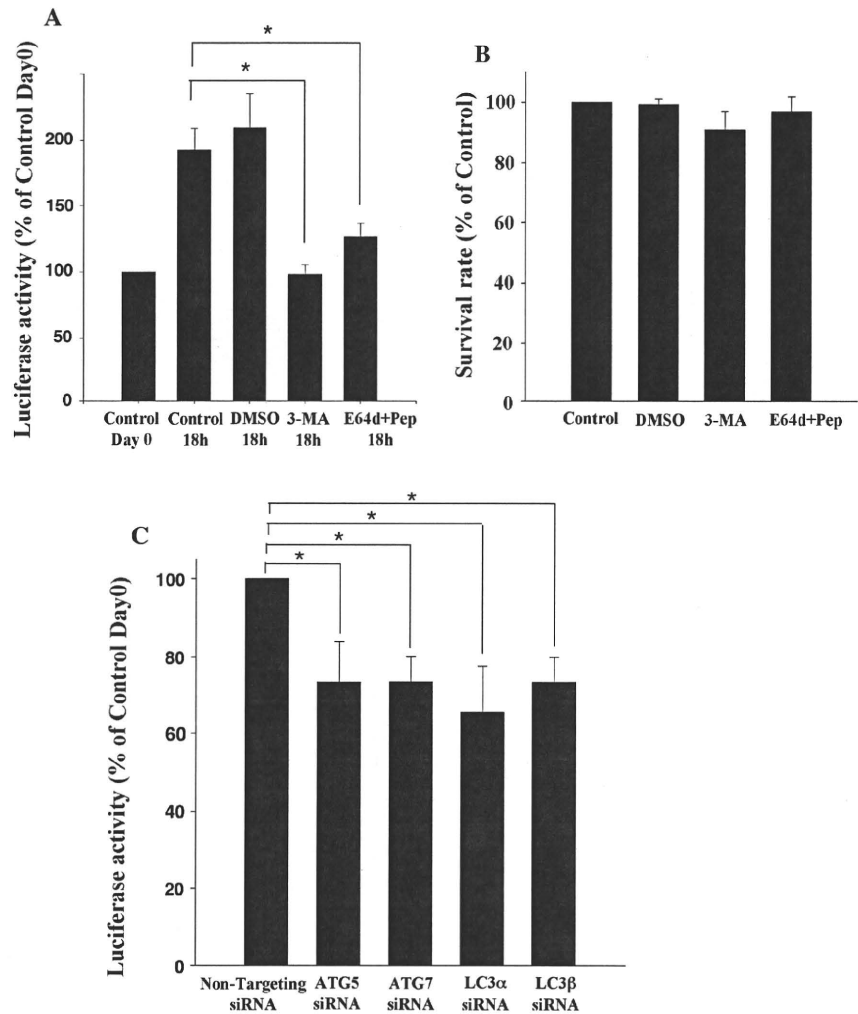 A
*
*
Luciferase activity (% of Control Day0)
200
150
100
50
0
Control Day 0
Control 18h
DMSO 18h
3-MA 18h
E64d+Pep 18h
B
Survival rate (% of Control)
100
80
60
40
20
0
Control
DMSO
3-MA
E64d+Pep
C
*
*
*
*
Luciferase activity (% of Control Day0)
100
80
60
40
20
0
Non-Targeting siRNA
ATG5 siRNA
ATG7 siRNA
LC3α siRNA
LC3β siRNA